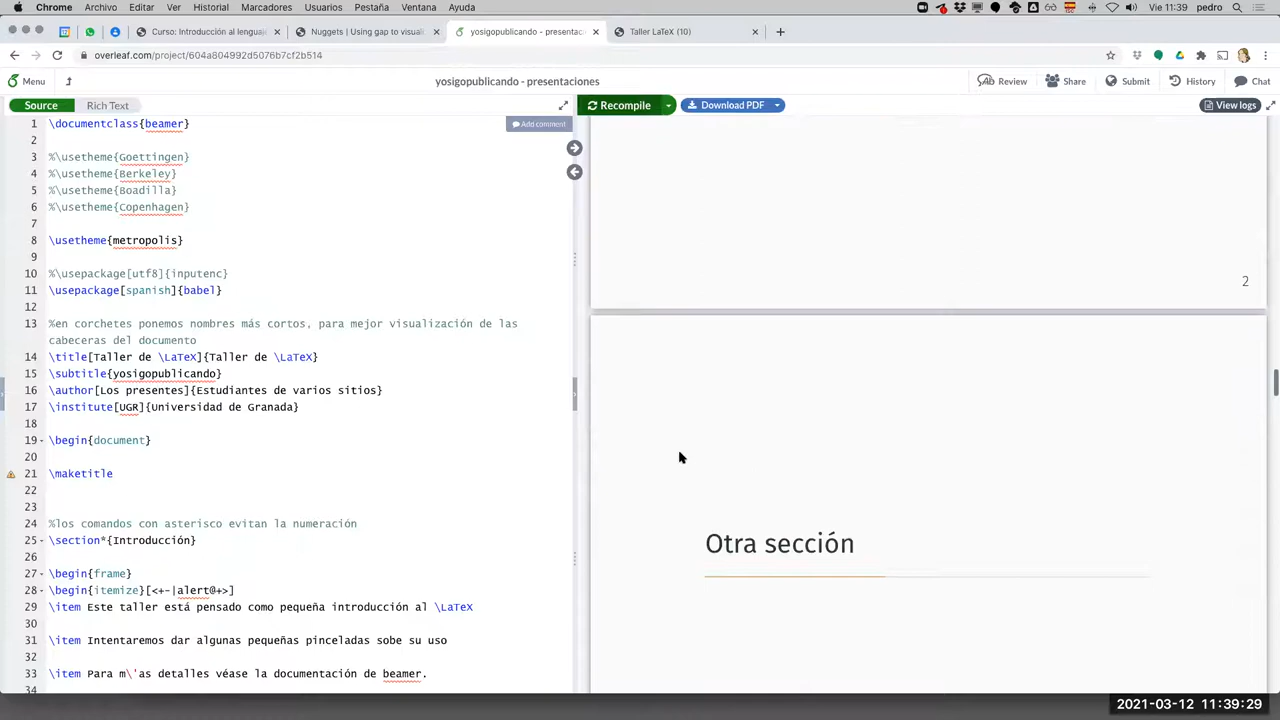 Chrome Archivo Editar Ver Historial Marcadores Usuarios Pestaña Ventana Ayuda Vie 11:39 pedro
Curso: Introducción al lenguaj Nuggets | Using gap to visuali yosigopublicando - presentacio Taller LaTeX (10)
overleaf.com/project/604a804992d5076b7cf2b514
Menu yosigopublicando - presentaciones Review Share Submit History Chat
Source Rich Text Recompile Download PDF View logs
Add comment
1 \documentclass{beamer}
2
3 %\usetheme{Goettingen}
4 %\usetheme{Berkeley}
5 %\usetheme{Boadilla}
6 %\usetheme{Copenhagen}
7
8 \usetheme{metropolis}
9
10 %\usepackage[utf8]{inputenc}
11 \usepackage[spanish]{babel}
12
13 %en corchetes ponemos nombres más cortos, para mejor visualización de las
cabeceras del documento
14 \title[Taller de \LaTeX]{Taller de \LaTeX}
15 \subtitle{yosigopublicando}
16 \author[Los presentes]{Estudiantes de varios sitios}
17 \institute[UGR]{Universidad de Granada}
18
19 \begin{document}
20
21 \maketitle
22
23
24 %los comandos con asterisco evitan la numeración
25 \section*{Introducción}
26
27 \begin{frame}
28 \begin{itemize}[<+-|alert@+>]
29 \item Este taller está pensado como pequeña introducción al \LaTeX
30
31 \item Intentaremos dar algunas pequeñas pinceladas sobe su uso
32
33 \item Para m\'as detalles véase la documentación de beamer.
34
2
Otra sección
2021-03-12 11:39:29